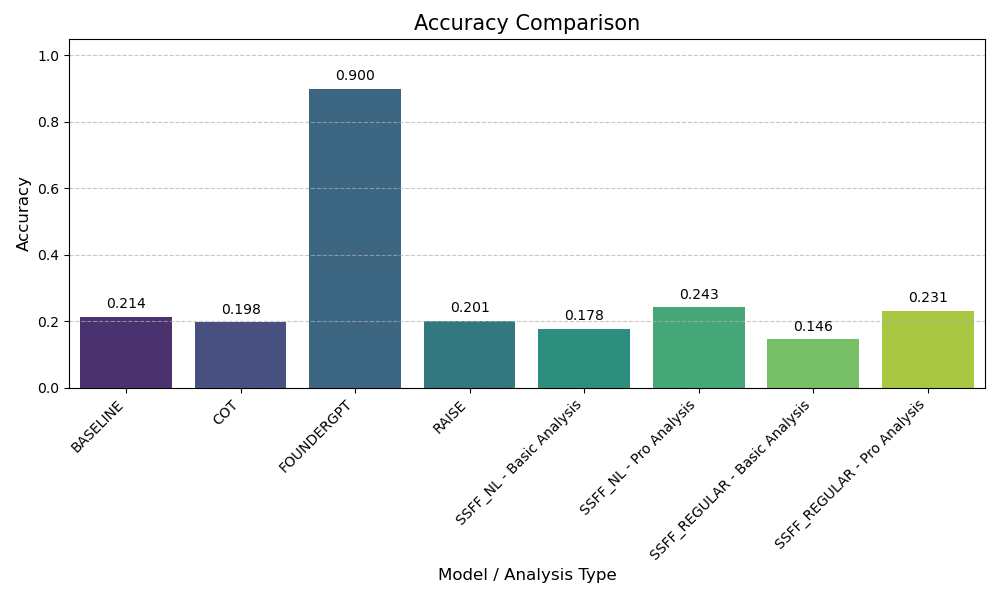 Accuracy Comparison
Accuracy
1.0
0.8
0.6
0.4
0.2
0.0
0.214
0.198
0.900
0.201
0.178
0.243
0.146
0.231
BASELINE
COT
FOUNDERGPT
RAISE
SSFF_NL - Basic Analysis
SSFF_NL - Pro Analysis
SSFF_REGULAR - Basic Analysis
SSFF_REGULAR - Pro Analysis
Model / Analysis Type